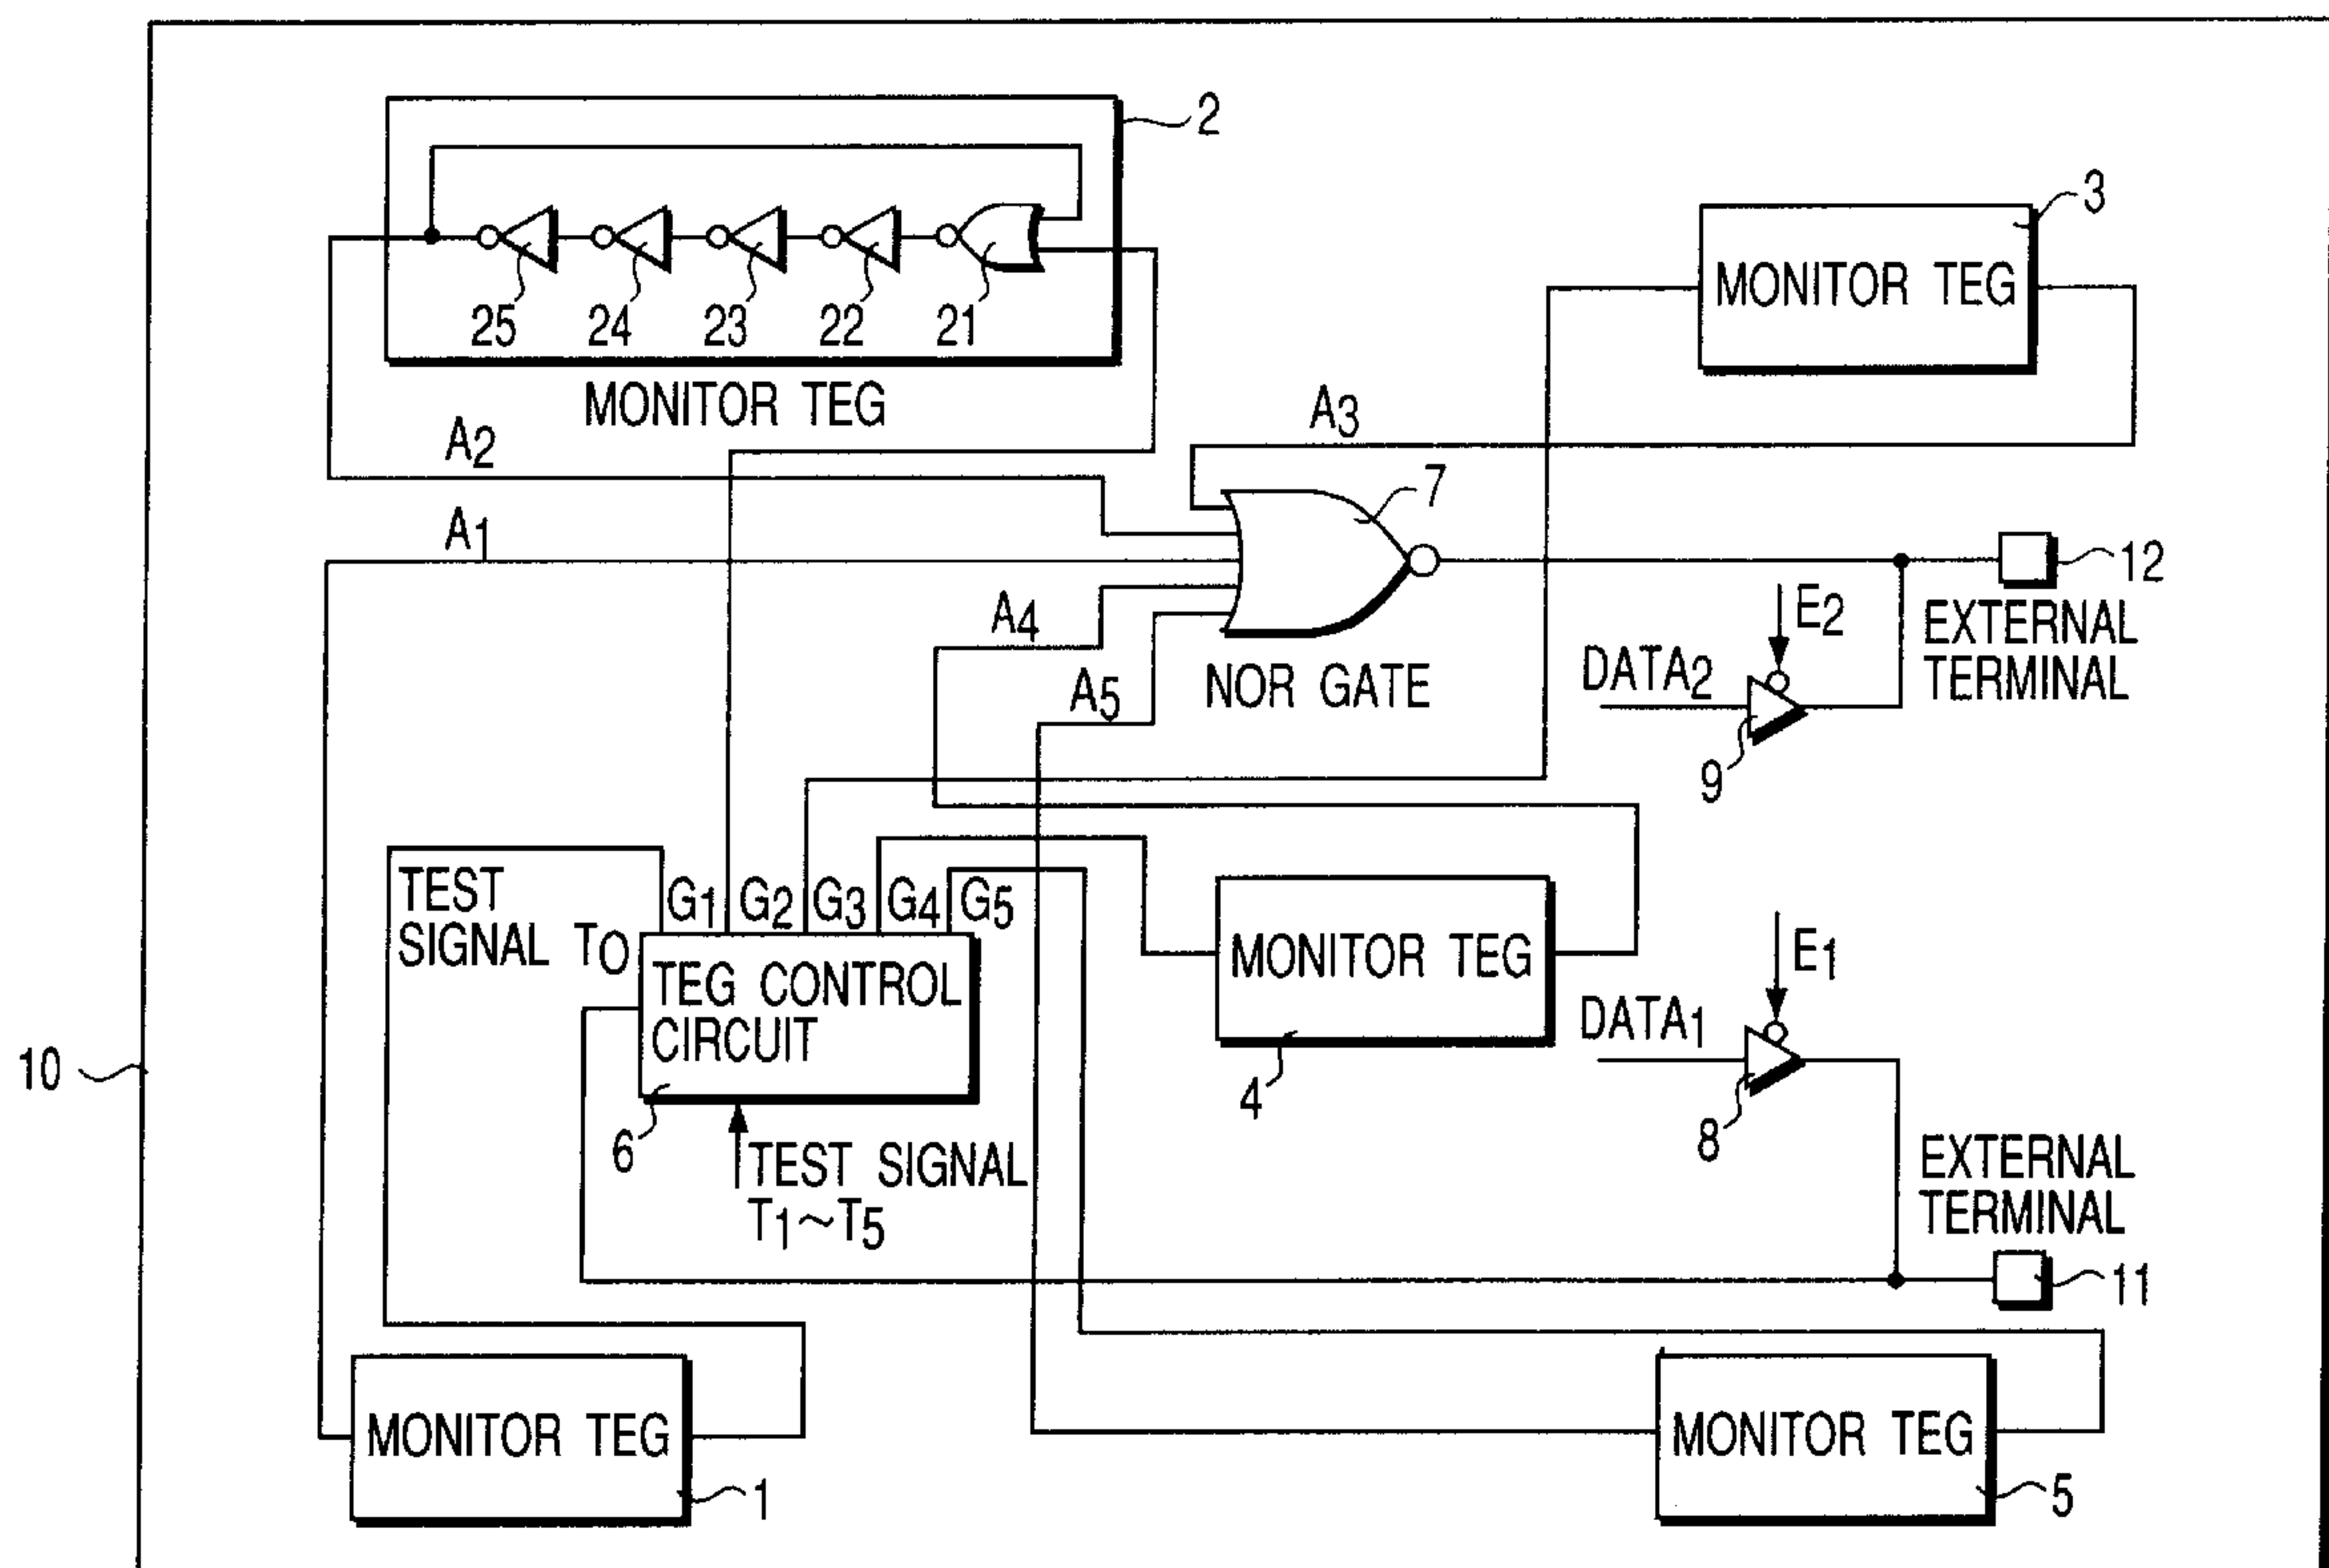 2
3
25 24 23 22 21
MONITOR TEG
MONITOR TEG
A2
A3
7
A1
12
E2
EXTERNAL
TERMINAL
A4
DATA2
NOR GATE
A5
9
TEST
SIGNAL TO
G1 G2 G3 G4 G5
TEG CONTROL
CIRCUIT
MONITOR TEG
E1
DATA1
10
4
8
6
TEST SIGNAL
T1~T5
EXTERNAL
TERMINAL
11
MONITOR TEG
MONITOR TEG
1
5